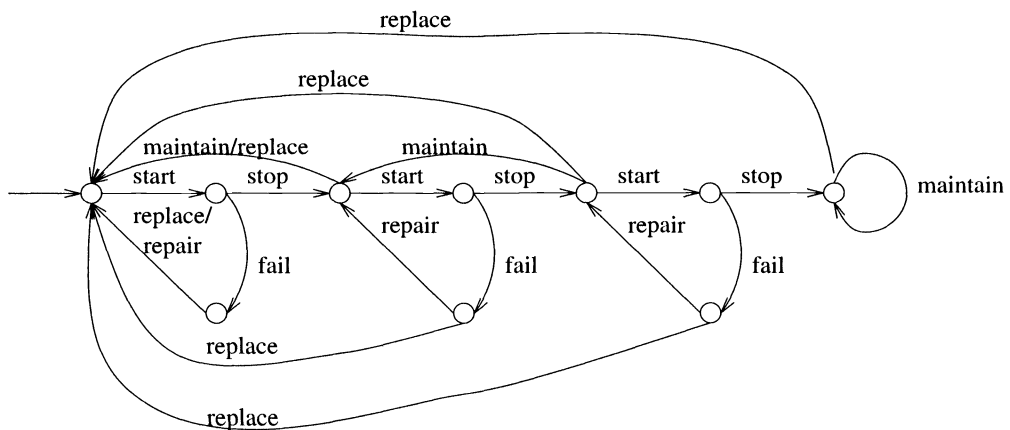 replace
replace
maintain/replace
maintain
start
stop
start
stop
start
stop
maintain
replace/
repair
repair
repair
fail
fail
fail
replace
replace